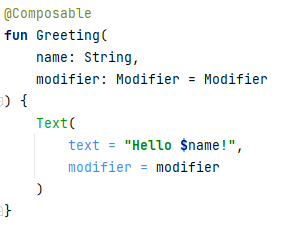 @Composable
fun Greeting(
    name: String,
    modifier: Modifier = Modifier
) {
    Text(
        text = "Hello $name!",
        modifier = modifier
    )
}